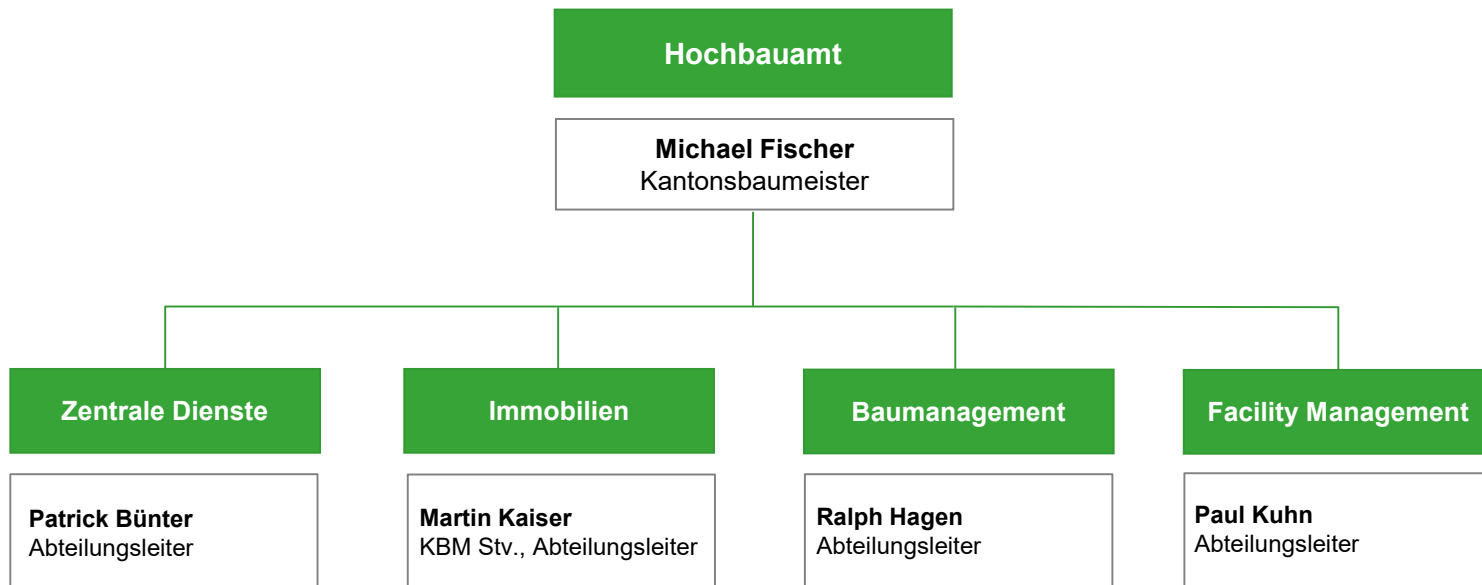 Hochbauamt
Michael Fischer
Kantonsbaumeister
Zentrale Dienste
Immobilien
Baumanagement
Facility Management
Patrick Bünter
Abteilungsleiter
Martin Kaiser
KBM Stv., Abteilungsleiter
Ralph Hagen
Abteilungsleiter
Paul Kuhn
Abteilungsleiter